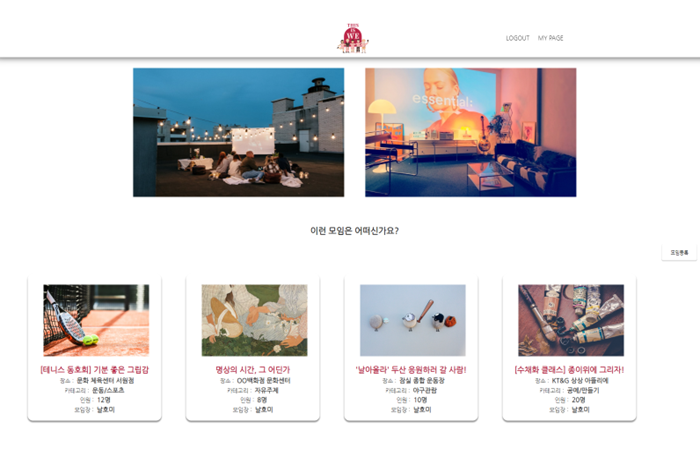 THIS
IS
WE
LOGOUT MY PAGE
essential;
이런 모임은 어떠신가요?
모임등록
[테니스 동호회] 기분 좋은 그립감
장소 : 문화 체육센터 서원점
카테고리 : 운동/스포츠
인원 : 12명
모임장 : 날호미
명상의 시간, 그 어딘가
장소 : OO백화점 문화센터
카테고리 : 자유주제
인원 : 8명
모임장 : 날호미
'날아올라' 두산 응원하러 갈 사람!
장소 : 잠실 종합 운동장
카테고리 : 야구관람
인원 : 10명
모임장 : 날호미
[수채화 클래스] 종이위에 그리자!
장소 : KT&G 상상 아뜰리에
카테고리 : 공예/만들기
인원 : 20명
모임장 : 날호미